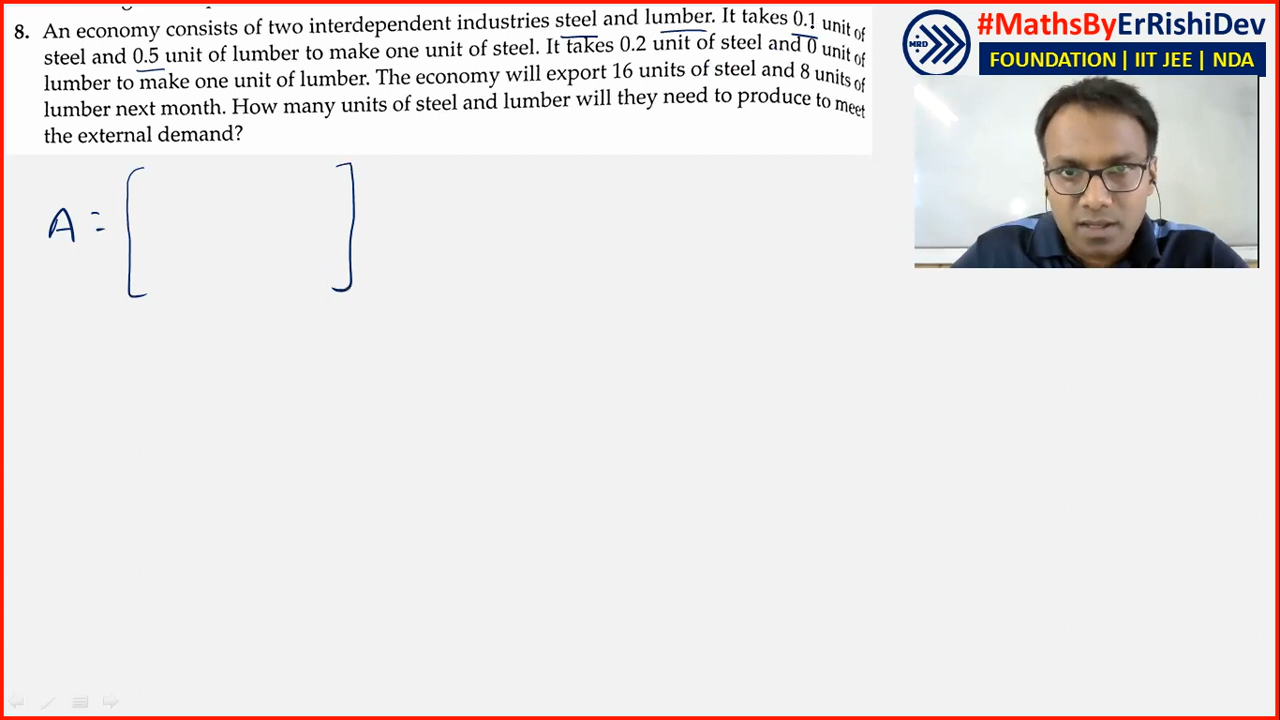 8. An economy consists of two interdependent industries steel and lumber. It takes 0.1 unit of
steel and 0.5 unit of lumber to make one unit of steel. It takes 0.2 unit of steel and 0 unit of
lumber to make one unit of lumber. The economy will export 16 units of steel and 8 units of
lumber next month. How many units of steel and lumber will they need to produce to meet
the external demand?
A = [ ]
MRD
#MathsByErRishiDev
FOUNDATION | IIT JEE | NDA